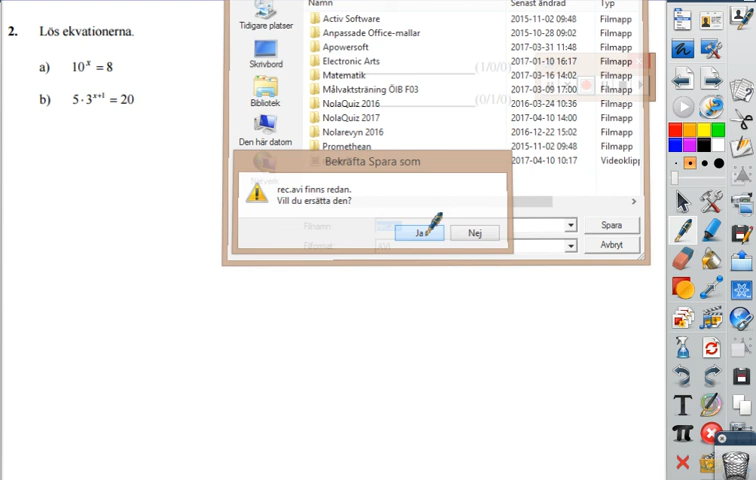 2. Lös ekvationerna.
a) 10^x = 8
(1/0/0)
b) 5 · 3^(x+1) = 20
(0/1/0)
Tidigare platser
Skrivbord
Bibliotek
Den här datorn
Namn
Senast ändrad
Typ
Activ Software 2015-11-02 09:48 Filmapp
Anpassade Office-mallar 2015-10-28 09:02 Filmapp
Apowersoft 2017-03-31 11:48 Filmapp
Electronic Arts 2017-01-10 16:17 Filmapp
Matematik 2017-03-16 14:02 Filmapp
Målvaktsträning ÖIB F03 2017-03-09 17:00 Filmapp
NolaQuiz 2016 2016-03-24 10:36 Filmapp
NolaQuiz 2017 2017-04-10 14:00 Filmapp
Nolarevyn 2016 2016-12-22 15:02 Filmapp
Promethean 2015-11-02 09:48 Filmapp
2017-04-10 10:17 Videoklipp
Bekräfta Spara som
rec.avi finns redan.
Vill du ersätta den?
Ja
Nej
Filnamn:
Spara
Filformat:
AVI
Avbryt